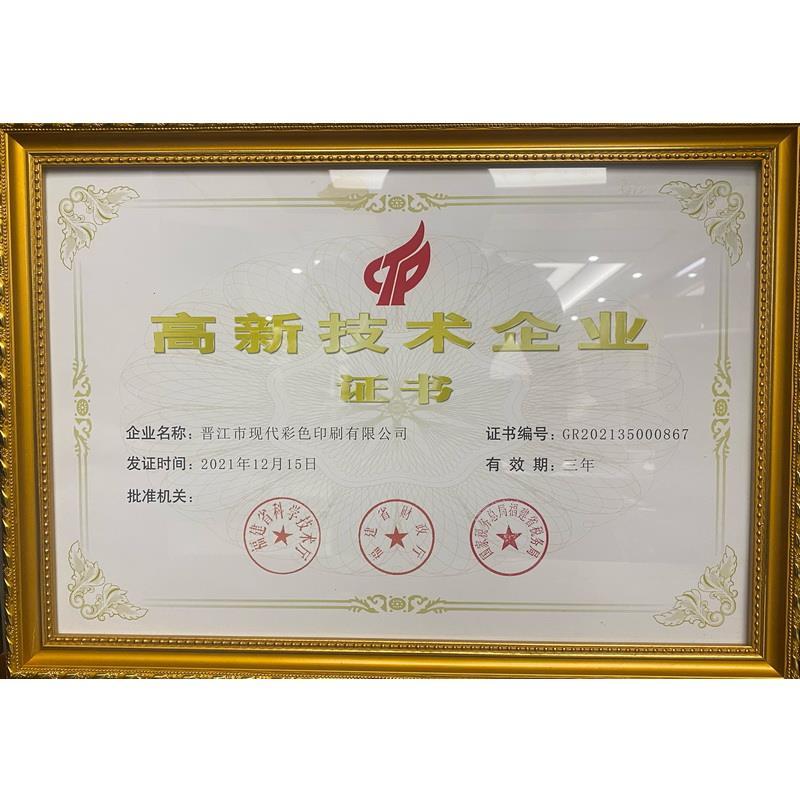 高新技术企业
证书
企业名称：晋江市现代彩色印刷有限公司 证书编号：GR202135000867
发证时间：2021年12月15日 有效期：三年
批准机关：
福建省科学技术厅
福建省财政厅
国家税务总局福建省税务局